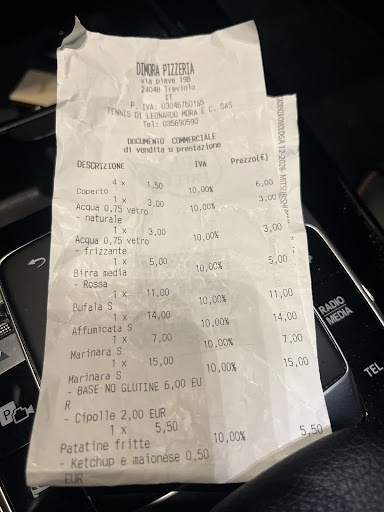 DIMORA PIZZERIA
via piave 19B
24048 Treviolo
IT
P. IVA: 03046760165
TENNIS DI LEONARDO MORA E C. SAS
Tel: 035690590
DOCUMENTO COMMERCIALE
di vendita o prestazione
DESCRIZIONE IVA Prezzo(€)
4 x 1,50
Coperto 10,00% 6,00
1 x 3,00
Acqua 0,75 vetro 10,00% 3,00
- naturale
1 x 3,00
Acqua 0,75 vetro 10,00% 3,00
- frizzante
1 x 5,00
Birra media 10,00% 5,00
- Rossa
1 x 11,00
Bufala S 10,00% 11,00
1 x 14,00
Affumicata S 10,00% 14,00
1 x 7,00
Marinara S 10,00% 7,00
1 x 15,00
Marinara S 10,00% 15,00
- BASE NO GLUTINE 6,00 EU
R
- Cipolle 2,00 EUR
1 x 5,50
Patatine fritte 10,00% 5,50
- Ketchup e maionese 0,50
EUR
RADIO
MEDIA
TEL
P